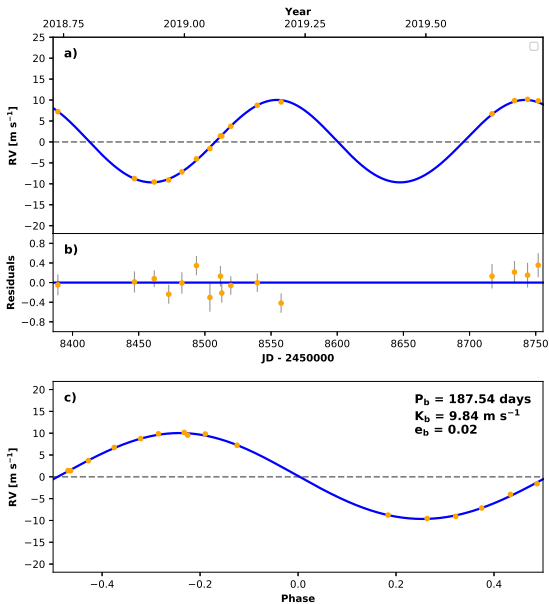 Year
2018.75 2019.00 2019.25 2019.50
a)
25
20
15
10
5
0
−5
−10
−15
−20
RV [m s⁻¹]
b)
0.8
0.4
0.0
−0.4
−0.8
Residuals
8400 8450 8500 8550 8600 8650 8700 8750
JD - 2450000
c)
P_b = 187.54 days
K_b = 9.84 m s⁻¹
e_b = 0.02
20
15
10
5
0
−5
−10
−15
−20
RV [m s⁻¹]
−0.4 −0.2 0.0 0.2 0.4
Phase